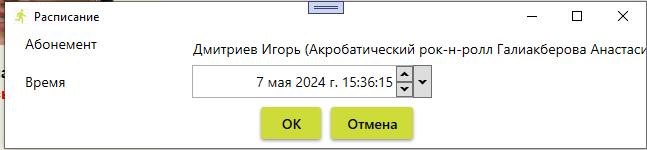 Расписание
Абонемент
Дмитриев Игорь (Акробатический рок-н-ролл Галиакберова Анастаси
Время
7 мая 2024 г. 15:36:15
ОК
Отмена